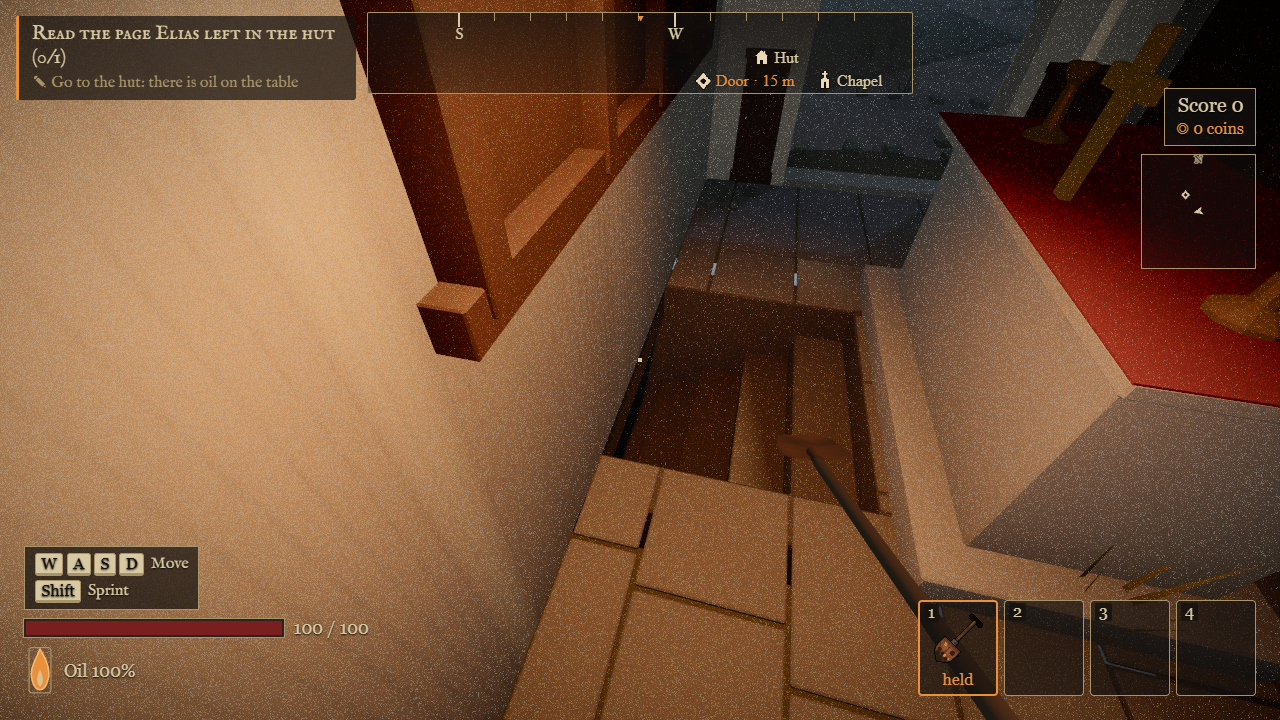 Read the page Elias left in the hut
(0/1)
Go to the hut: there is oil on the table
S
W
Hut
Door · 15 m
Chapel
Score 0
0 coins
W A S D Move
Shift Sprint
100 / 100
Oil 100%
1
held
2
3
4